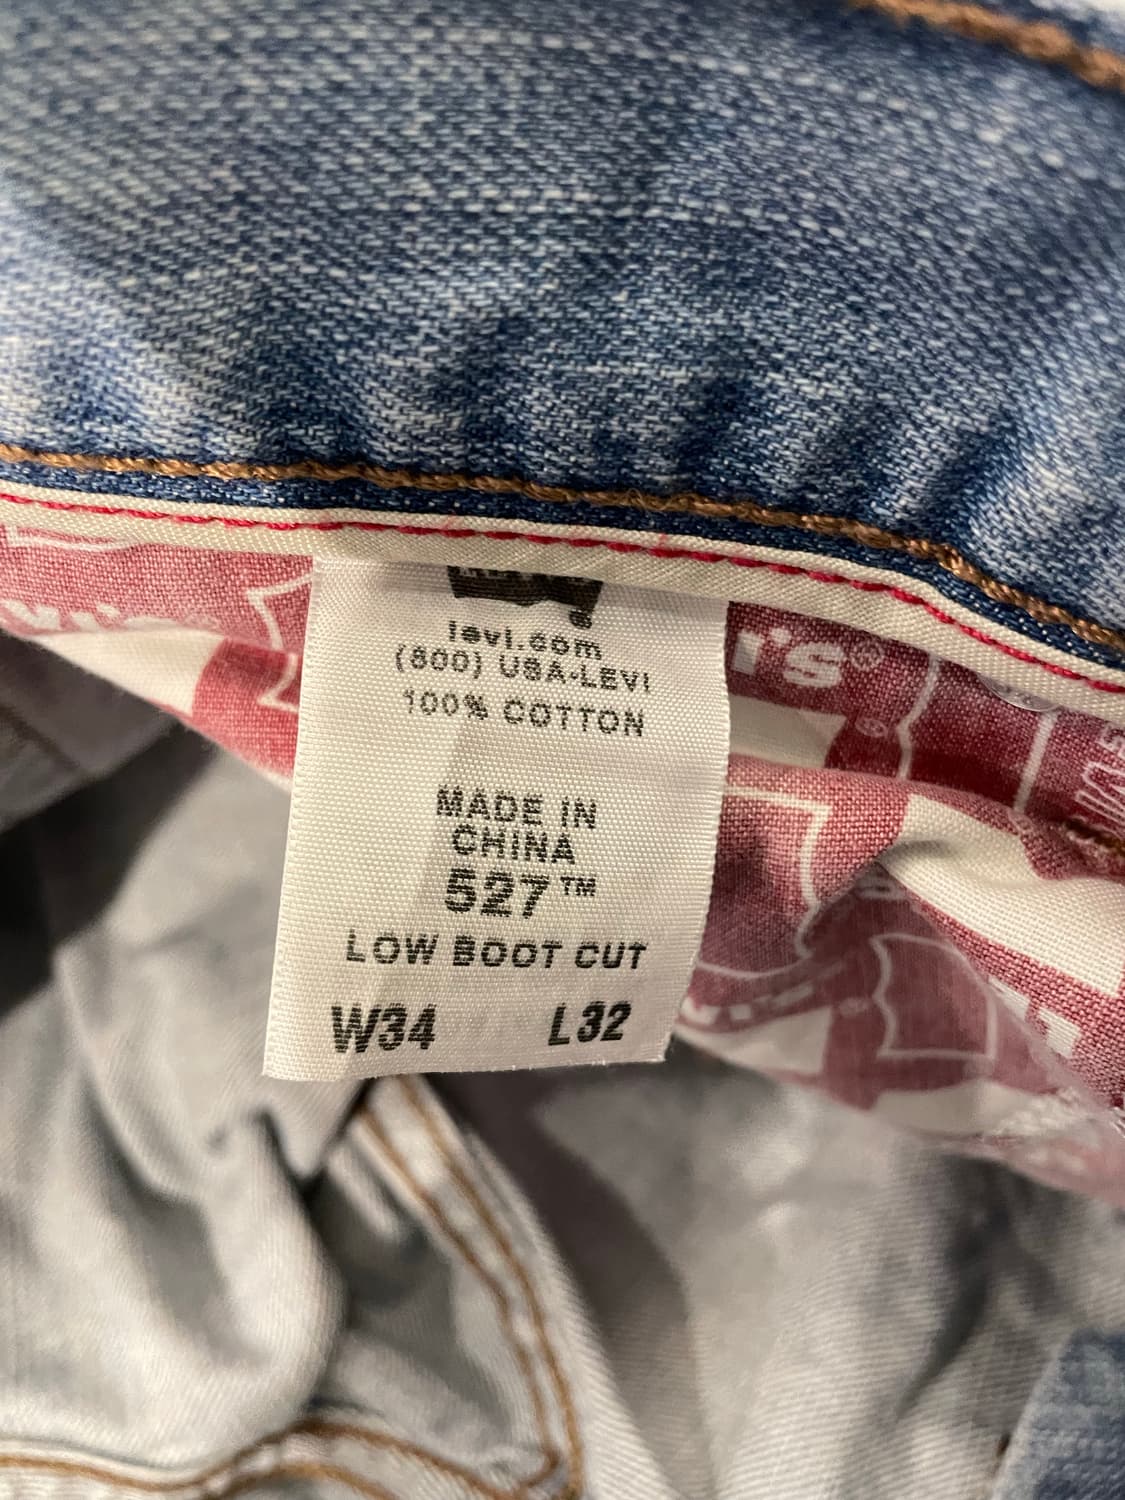 levi.com
(800) USA-LEVI
100% COTTON
MADE IN
CHINA
527™
LOW BOOT CUT
W34 L32
's®
®